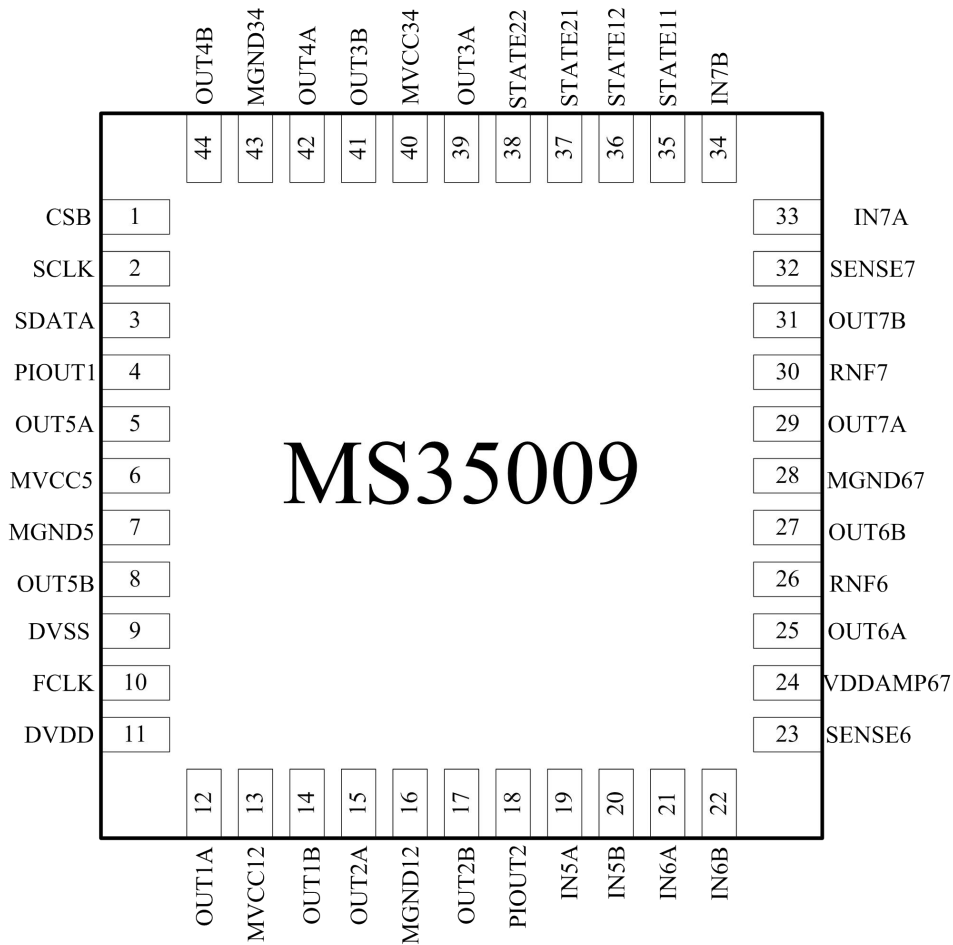 OUT4B
MGND34
OUT4A
OUT3B
MVCC34
OUT3A
STATE22
STATE21
STATE12
STATE11
IN7B
44
43
42
41
40
39
38
37
36
35
34
CSB 1
SCLK 2
SDATA 3
PIOUT1 4
OUT5A 5
MVCC5 6
MGND5 7
OUT5B 8
DVSS 9
FCLK 10
DVDD 11
MS35009
33 IN7A
32 SENSE7
31 OUT7B
30 RNF7
29 OUT7A
28 MGND67
27 OUT6B
26 RNF6
25 OUT6A
24 VDDAMP67
23 SENSE6
12
13
14
15
16
17
18
19
20
21
22
OUT1A
MVCC12
OUT1B
OUT2A
MGND12
OUT2B
PIOUT2
IN5A
IN5B
IN6A
IN6B